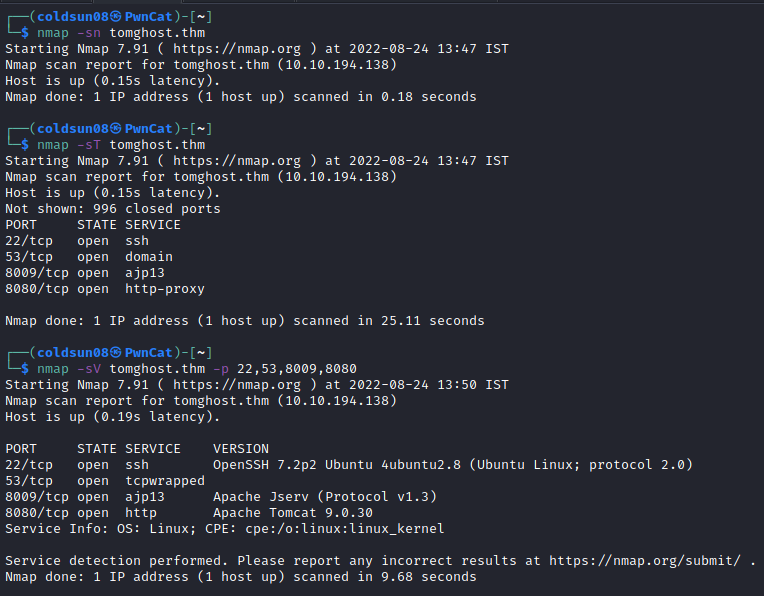 ┌──(coldsun08㉿PwnCat)-[~]
└─$ nmap -sn tomghost.thm
Starting Nmap 7.91 ( https://nmap.org ) at 2022-08-24 13:47 IST
Nmap scan report for tomghost.thm (10.10.194.138)
Host is up (0.15s latency).
Nmap done: 1 IP address (1 host up) scanned in 0.18 seconds
┌──(coldsun08㉿PwnCat)-[~]
└─$ nmap -sT tomghost.thm
Starting Nmap 7.91 ( https://nmap.org ) at 2022-08-24 13:47 IST
Nmap scan report for tomghost.thm (10.10.194.138)
Host is up (0.15s latency).
Not shown: 996 closed ports
PORT     STATE SERVICE
22/tcp   open  ssh
53/tcp   open  domain
8009/tcp open  ajp13
8080/tcp open  http-proxy
Nmap done: 1 IP address (1 host up) scanned in 25.11 seconds
┌──(coldsun08㉿PwnCat)-[~]
└─$ nmap -sV tomghost.thm -p 22,53,8009,8080
Starting Nmap 7.91 ( https://nmap.org ) at 2022-08-24 13:50 IST
Nmap scan report for tomghost.thm (10.10.194.138)
Host is up (0.19s latency).
PORT     STATE SERVICE    VERSION
22/tcp   open  ssh        OpenSSH 7.2p2 Ubuntu 4ubuntu2.8 (Ubuntu Linux; protocol 2.0)
53/tcp   open  tcpwrapped
8009/tcp open  ajp13      Apache Jserv (Protocol v1.3)
8080/tcp open  http       Apache Tomcat 9.0.30
Service Info: OS: Linux; CPE: cpe:/o:linux:linux_kernel
Service detection performed. Please report any incorrect results at https://nmap.org/submit/ .
Nmap done: 1 IP address (1 host up) scanned in 9.68 seconds